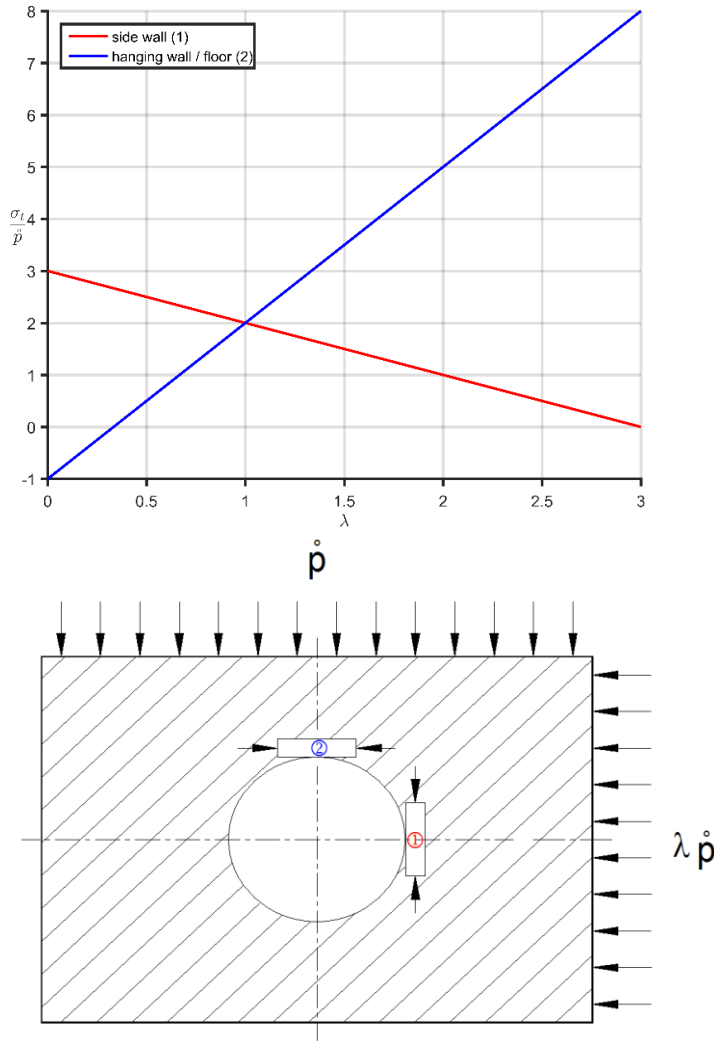 8
side wall (1)
hanging wall / floor (2)
7
6
5
σt/p̊
4
3
2
1
0
-1
0 0.5 1 1.5 2 2.5 3
λ
p̊
②
①
λ p̊